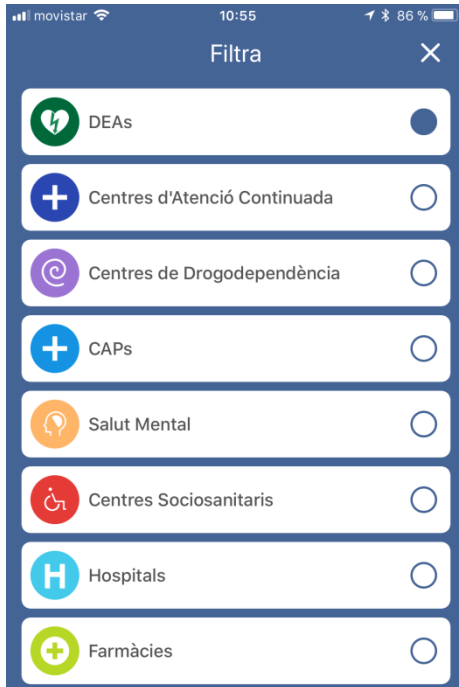 movistar 10:55 86 %
Filtra
DEAs
Centres d'Atenció Continuada
Centres de Drogodependència
CAPs
Salut Mental
Centres Sociosanitaris
H Hospitals
Farmàcies